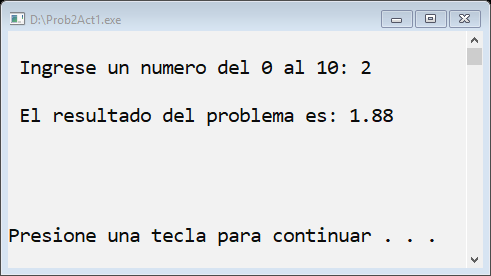 D:\Prob2Act1.exe
Ingrese un numero del 0 al 10: 2
El resultado del problema es: 1.88
Presione una tecla para continuar . . .